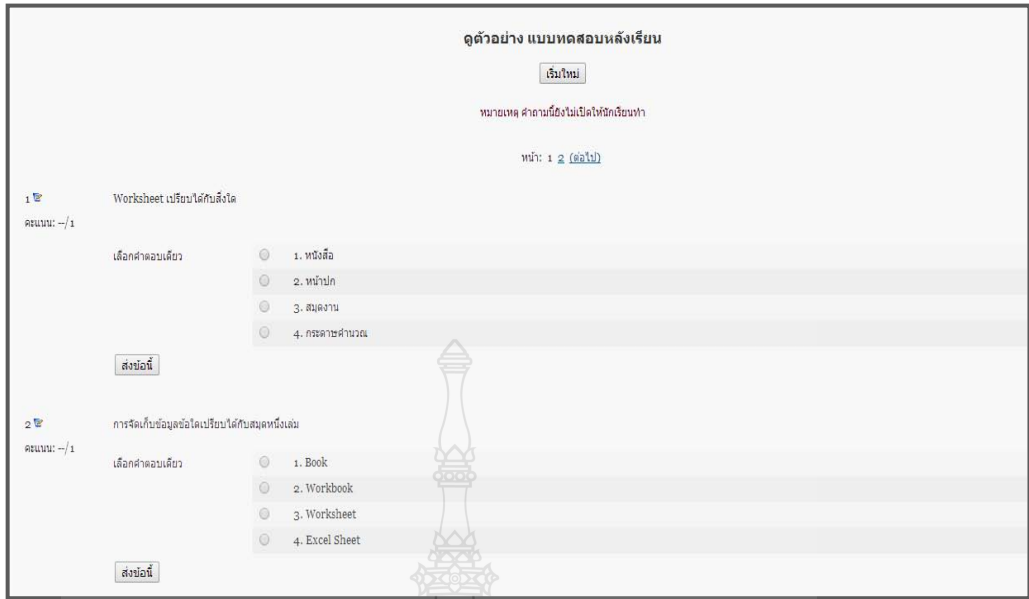 ดูตัวอย่าง แบบทดสอบหลังเรียน
เริ่มใหม่
หมายเหตุ คำถามนี้ยังไม่เปิดให้นักเรียนทำ
หน้า: 1 2 (ต่อไป)
1 Worksheet เปรียบได้กับสิ่งใด
คะแนน: --/1
เลือกคำตอบเดียว 1. หนังสือ
2. หน้าปก
3. สมุดงาน
4. กระดาษคำนวณ
ส่งข้อนี้
2 การจัดเก็บข้อมูลข้อใดเปรียบได้กับสมุดหนึ่งเล่ม
คะแนน: --/1
เลือกคำตอบเดียว 1. Book
2. Workbook
3. Worksheet
4. Excel Sheet
ส่งข้อนี้